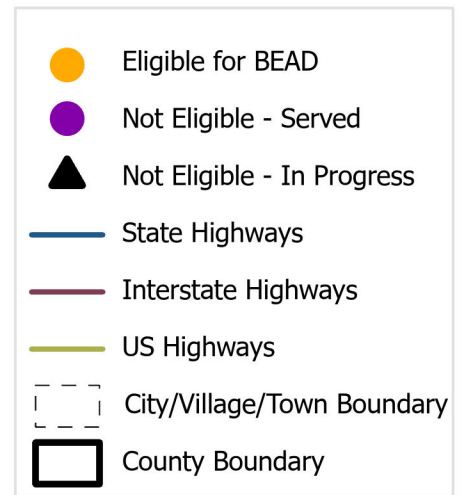 Eligible for BEAD
Not Eligible - Served
Not Eligible - In Progress
State Highways
Interstate Highways
US Highways
City/Village/Town Boundary
County Boundary